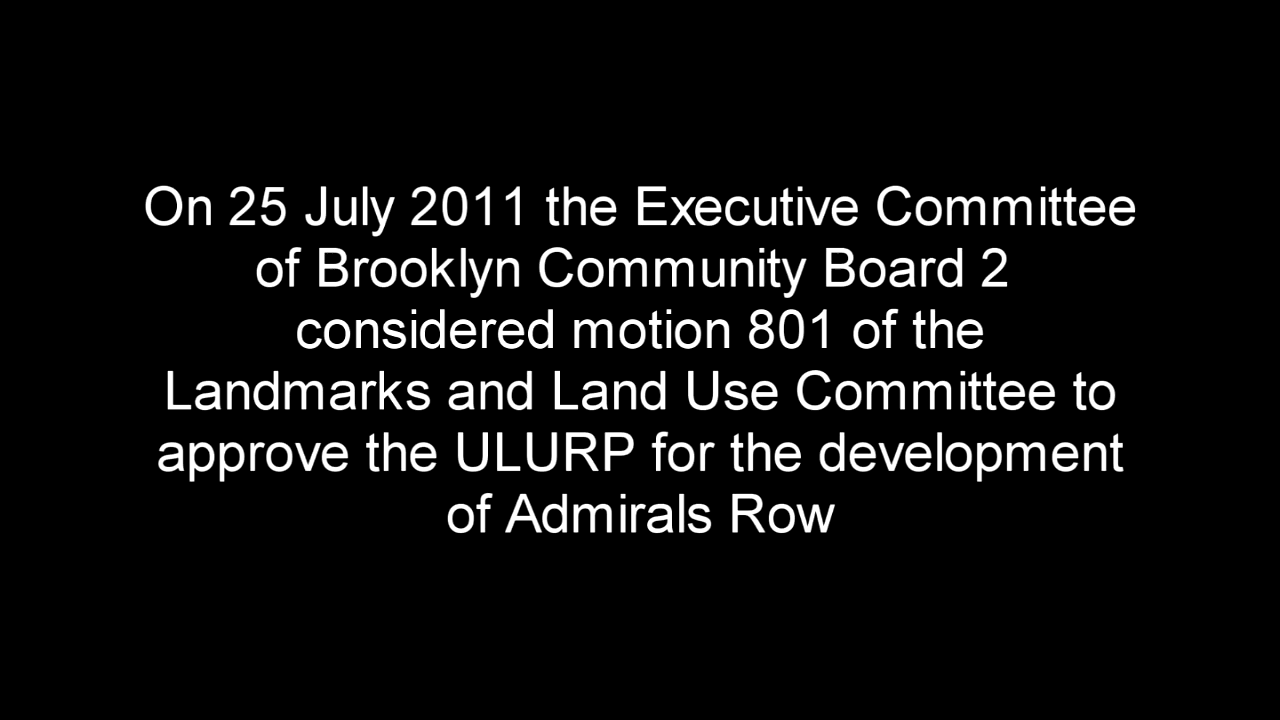 On 25 July 2011 the Executive Committee
of Brooklyn Community Board 2
considered motion 801 of the
Landmarks and Land Use Committee to
approve the ULURP for the development
of Admirals Row